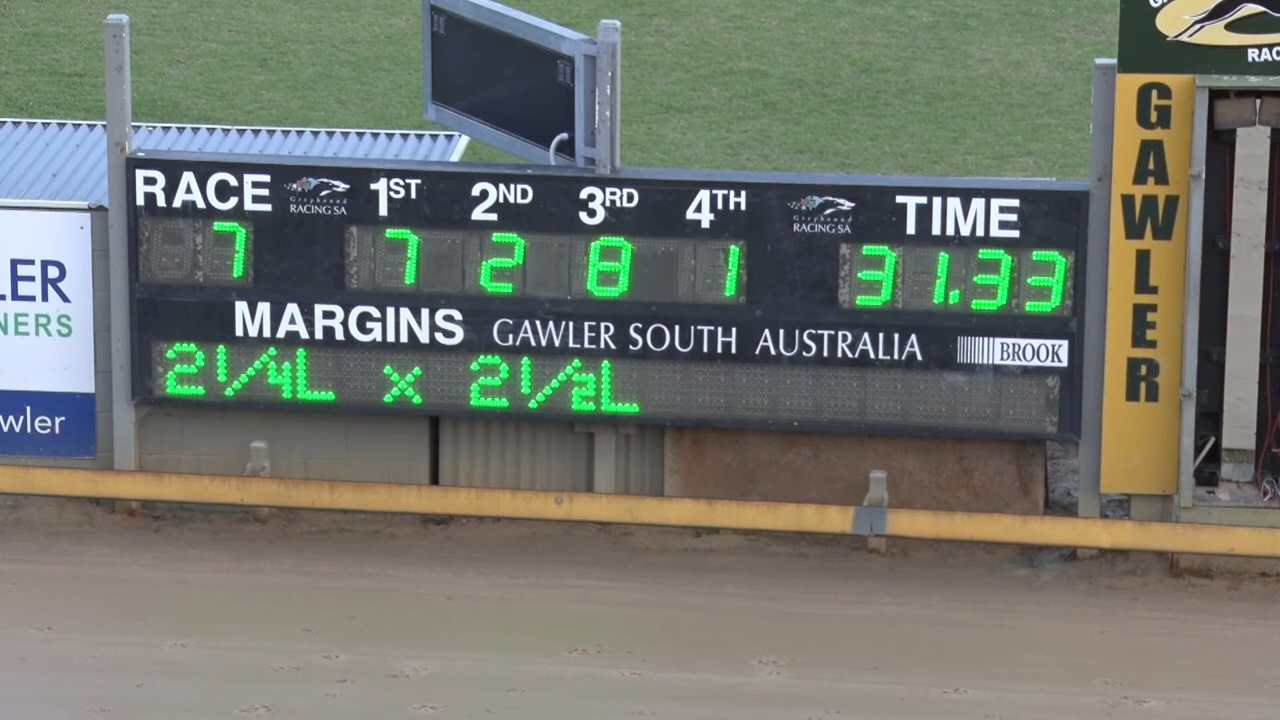 RAC
RACE
Greyhound
RACING SA
1ST
2ND
3RD
4TH
Greyhound
RACING SA
TIME
7
7
2
8
1
31.33
MARGINS
GAWLER SOUTH AUSTRALIA
BROOK
2 1/4L x 2 1/2L
GAWLER
LER
NERS
wler